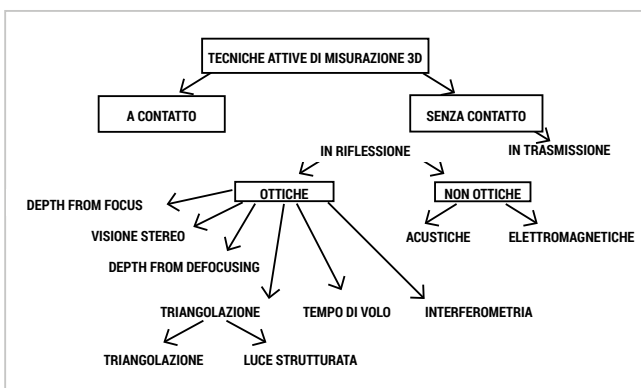 TECNICHE ATTIVE DI MISURAZIONE 3D
A CONTATTO
SENZA CONTATTO
IN RIFLESSIONE
IN TRASMISSIONE
OTTICHE
NON OTTICHE
DEPTH FROM FOCUS
VISIONE STEREO
ACUSTICHE
ELETTROMAGNETICHE
DEPTH FROM DEFOCUSING
TRIANGOLAZIONE
TEMPO DI VOLO
INTERFEROMETRIA
TRIANGOLAZIONE
LUCE STRUTTURATA